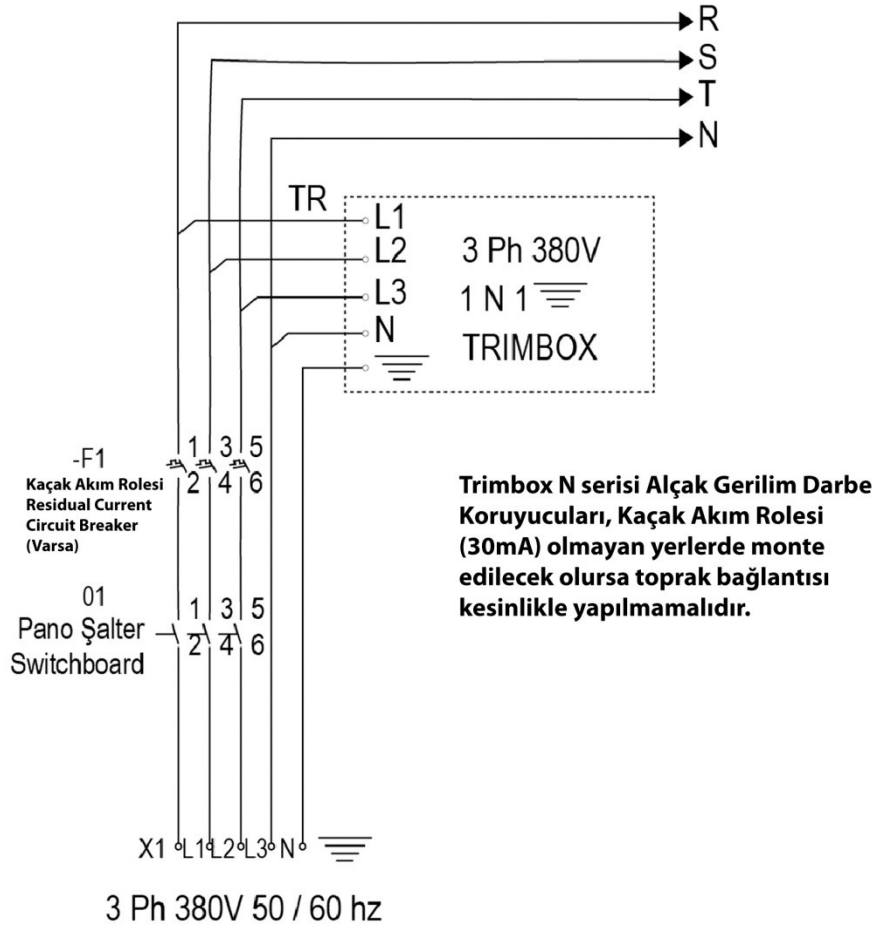 R
S
T
N
TR
L1
L2
L3
N
3 Ph 380V
1 N 1
TRIMBOX
-F1
Kaçak Akım Rolesi
Residual Current
Circuit Breaker
(Varsa)
1 3 5
2 4 6
Trimbox N serisi Alçak Gerilim Darbe
Koruyucuları, Kaçak Akım Rolesi
(30mA) olmayan yerlerde monte
edilecek olursa toprak bağlantısı
kesinlikle yapılmamalıdır.
01
Pano Şalter
Switchboard
1 3 5
2 4 6
X1 L1 L2 L3 N
3 Ph 380V 50 / 60 hz